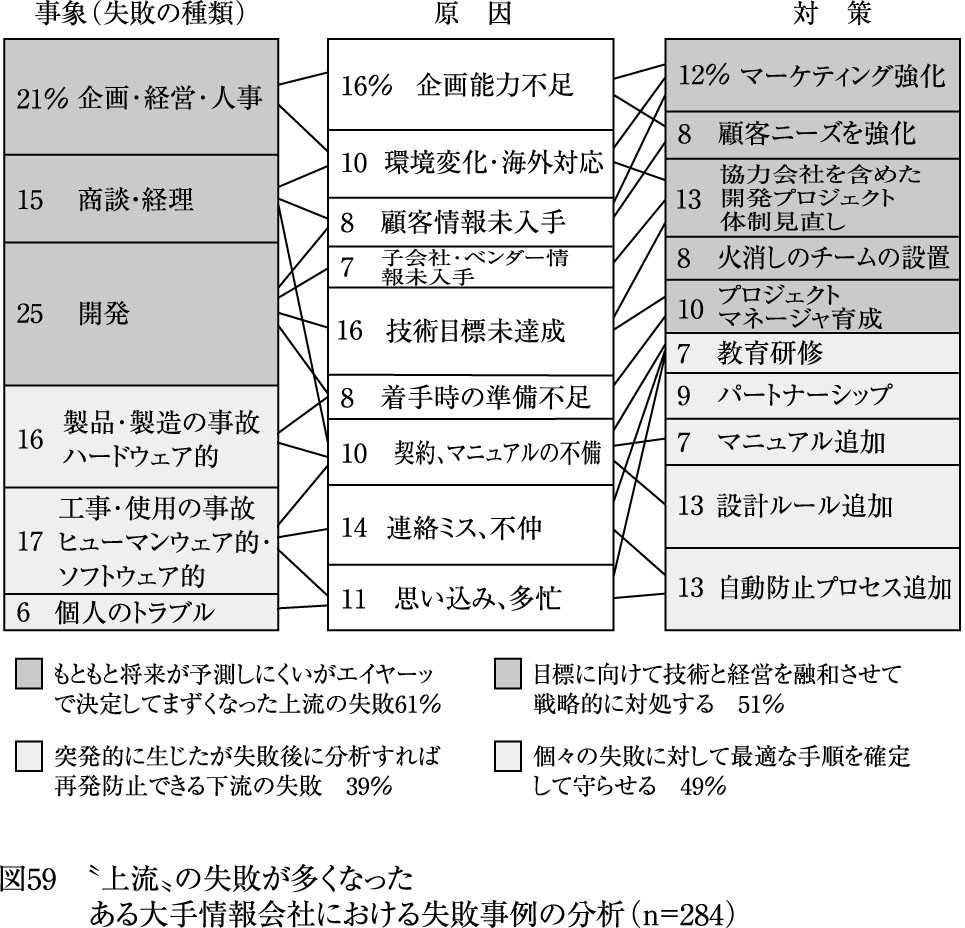 事象（失敗の種類）
21% 企画・経営・人事
15 商談・経理
25 開発
16 製品・製造の事故
ハードウェア的
17 工事・使用の事故
ヒューマンウェア的・
ソフトウェア的
6 個人のトラブル
原　因
16% 企画能力不足
10 環境変化・海外対応
8 顧客情報未入手
7 子会社・ベンダー情
報未入手
16 技術目標未達成
8 着手時の準備不足
10 契約、マニュアルの不備
14 連絡ミス、不仲
11 思い込み、多忙
対　策
12% マーケティング強化
8 顧客ニーズを強化
13 協力会社を含めた
開発プロジェクト
体制見直し
8 火消しのチームの設置
10 プロジェクト
マネージャ育成
7 教育研修
9 パートナーシップ
7 マニュアル追加
13 設計ルール追加
13 自動防止プロセス追加
もともと将来が予測しにくいがエイヤーッ
で決定してまずくなった上流の失敗61%
突発的に生じたが失敗後に分析すれば
再発防止できる下流の失敗　39%
目標に向けて技術と経営を融和させて
戦略的に対処する　51%
個々の失敗に対して最適な手順を確定
して守らせる　49%
図59　〝上流〟の失敗が多くなった
ある大手情報会社における失敗事例の分析（n=284）